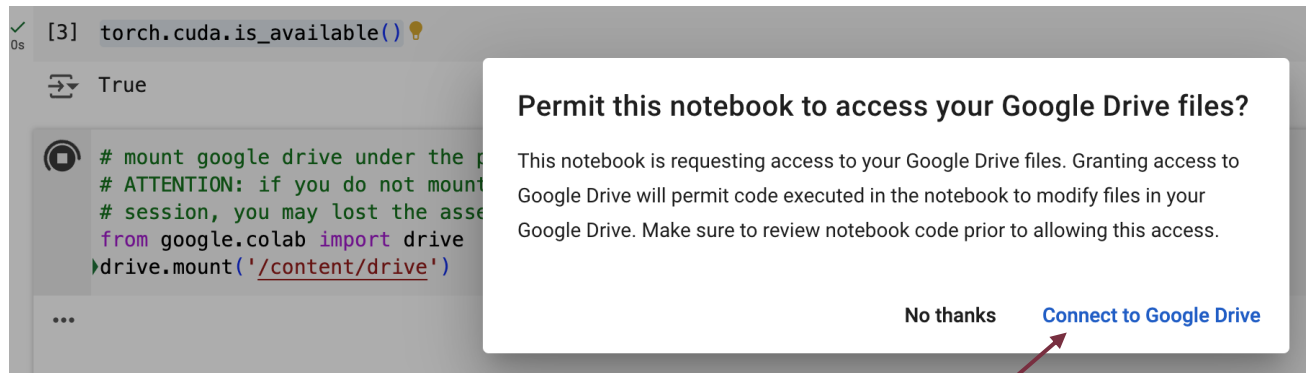 [3] torch.cuda.is_available()
0s
True
Permit this notebook to access your Google Drive files?
This notebook is requesting access to your Google Drive files. Granting access to
Google Drive will permit code executed in the notebook to modify files in your
Google Drive. Make sure to review notebook code prior to allowing this access.
No thanks Connect to Google Drive
# mount google drive under the
# ATTENTION: if you do not mount
# session, you may lost the
from google.colab import drive
drive.mount('/content/drive')